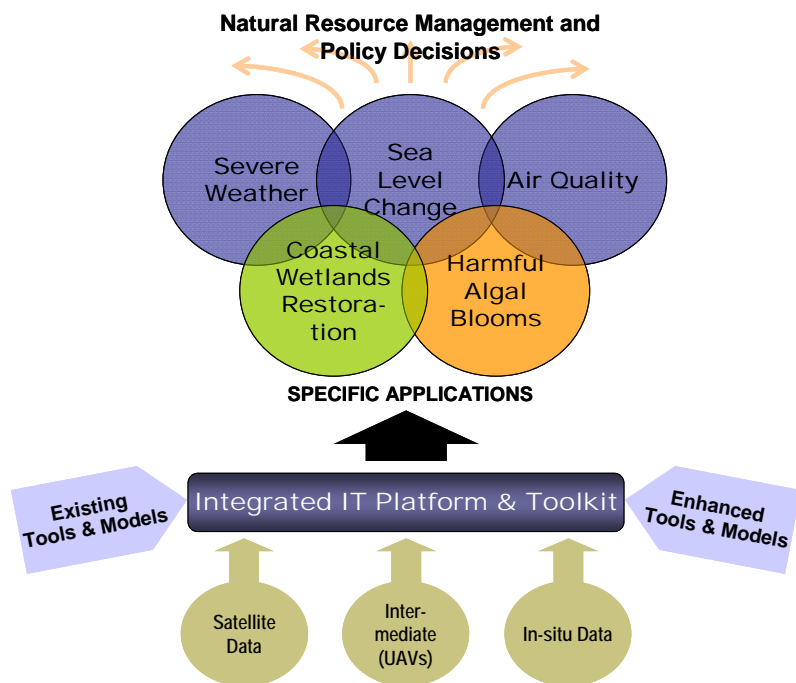 Natural Resource Management and
Policy Decisions
Severe
Weather
Sea
Level
Change
Air Quality
Coastal
Wetlands
Restora-
tion
Harmful
Algal
Blooms
SPECIFIC APPLICATIONS
Existing
Tools & Models
Integrated IT Platform & Toolkit
Enhanced
Tools & Models
Satellite
Data
Inter-
mediate
(UAVs)
In-situ Data